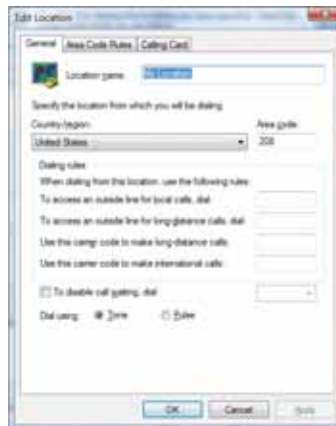 Edit Location
General Area Code Rules Calling Card
Location name: My Location
Specify the location from which you will be dialing.
Country/region: Area code:
United States 208
Dialing rules
When dialing from this location, use the following rules:
To access an outside line for local calls, dial:
To access an outside line for long-distance calls, dial:
Use this carrier code to make long-distance calls:
Use this carrier code to make international calls:
To disable call waiting, dial:
Dial using: Tone Pulse
OK Cancel Apply